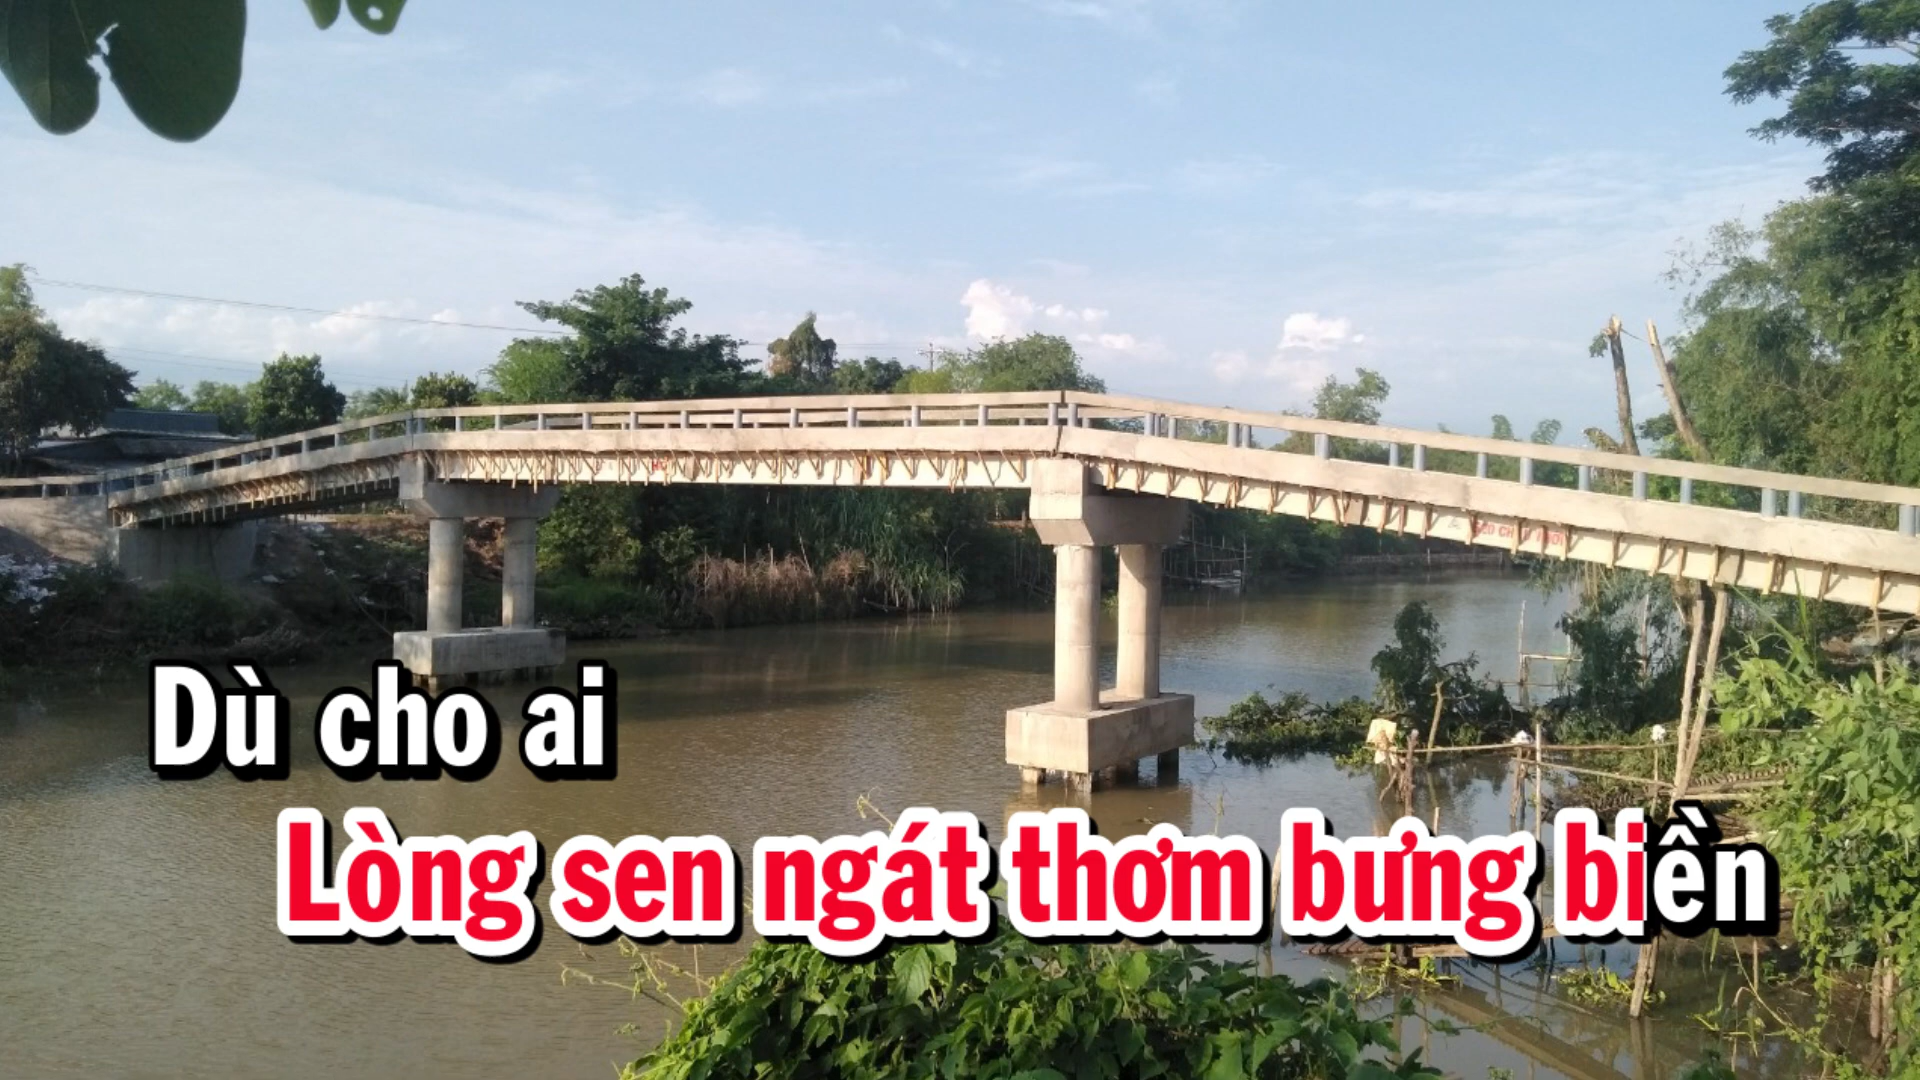 Dù cho ai
Lòng sen ngát thơm bưng biền